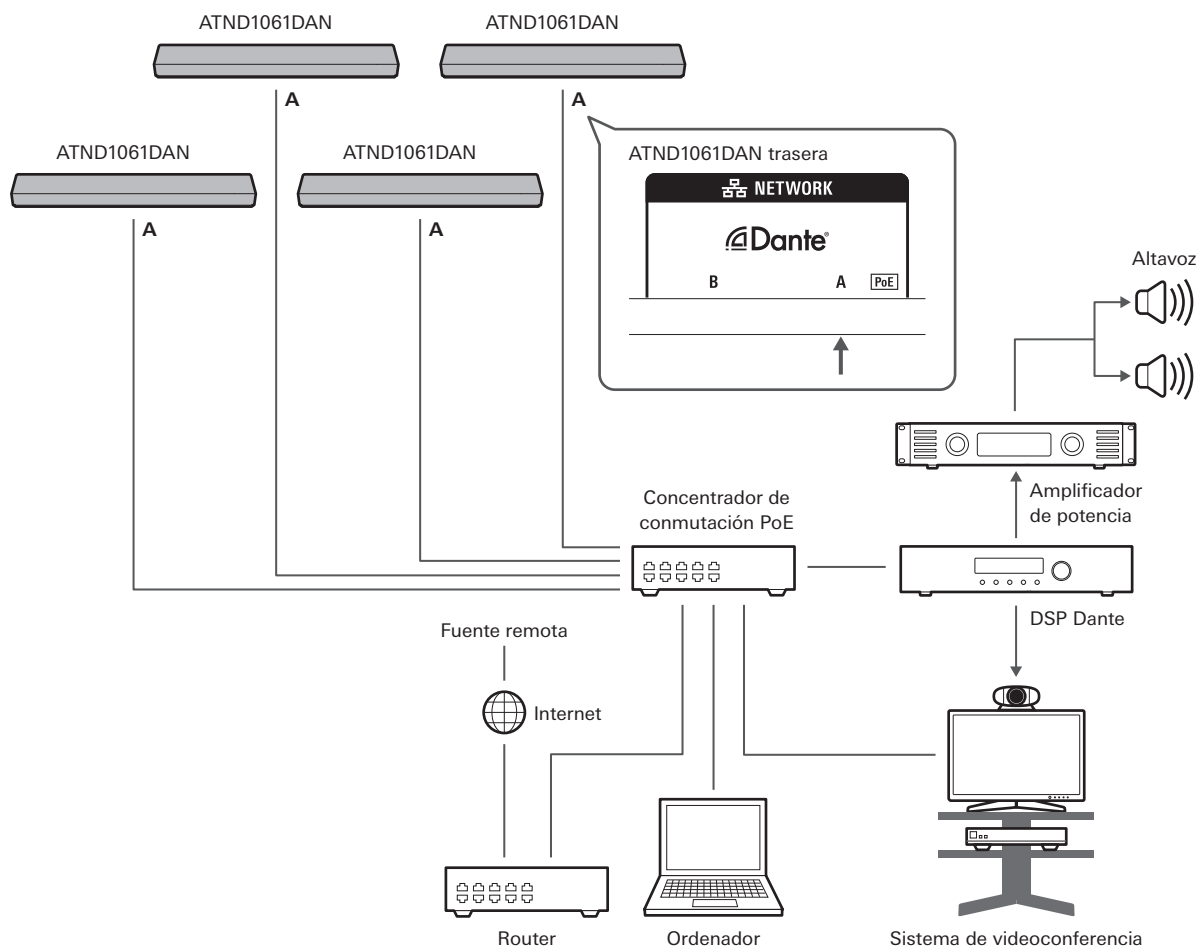 ATND1061DAN
ATND1061DAN
A
A
ATND1061DAN
ATND1061DAN
A
A
ATND1061DAN trasera
NETWORK
Dante®
B A PoE
Altavoz
Amplificador
de potencia
Concentrador de
conmutación PoE
DSP Dante
Fuente remota
Internet
Router
Ordenador
Sistema de videoconferencia